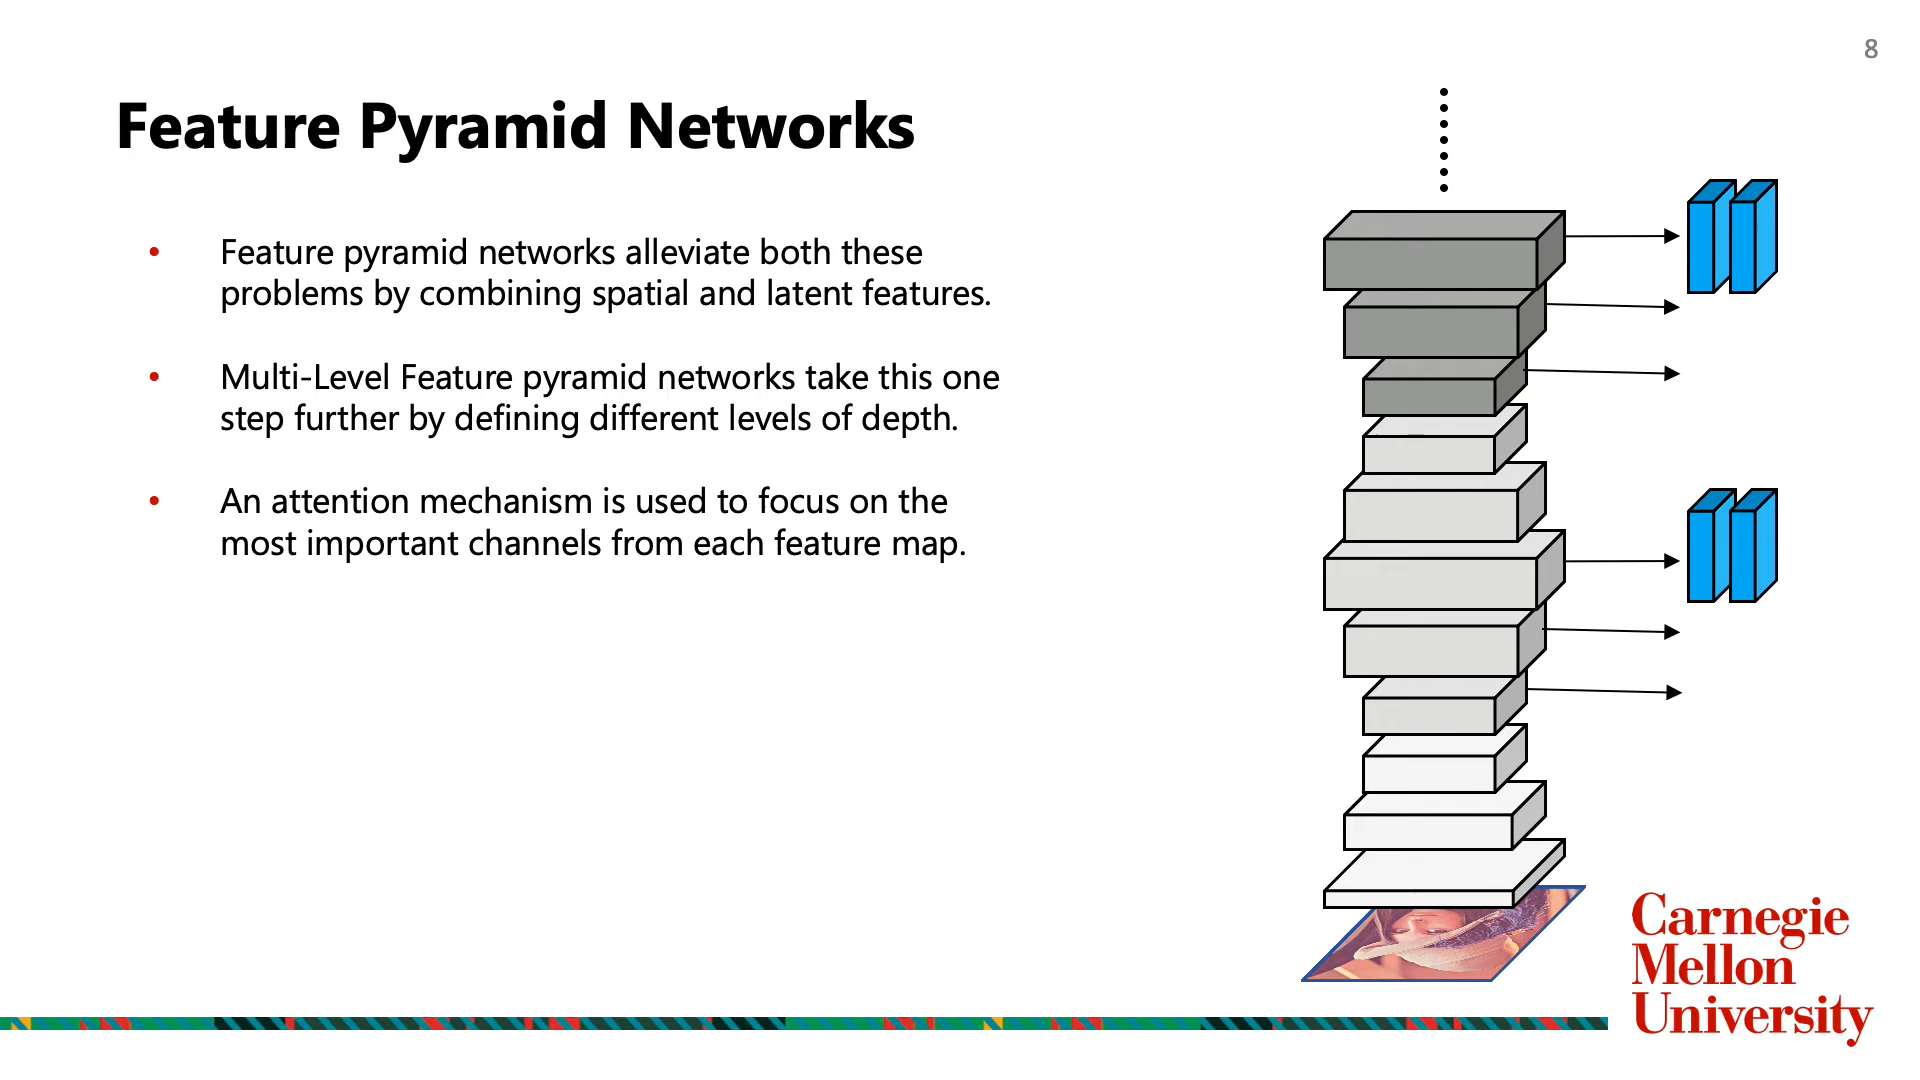 8
Feature Pyramid Networks
• Feature pyramid networks alleviate both these
problems by combining spatial and latent features.
• Multi-Level Feature pyramid networks take this one
step further by defining different levels of depth.
• An attention mechanism is used to focus on the
most important channels from each feature map.
Carnegie
Mellon
University